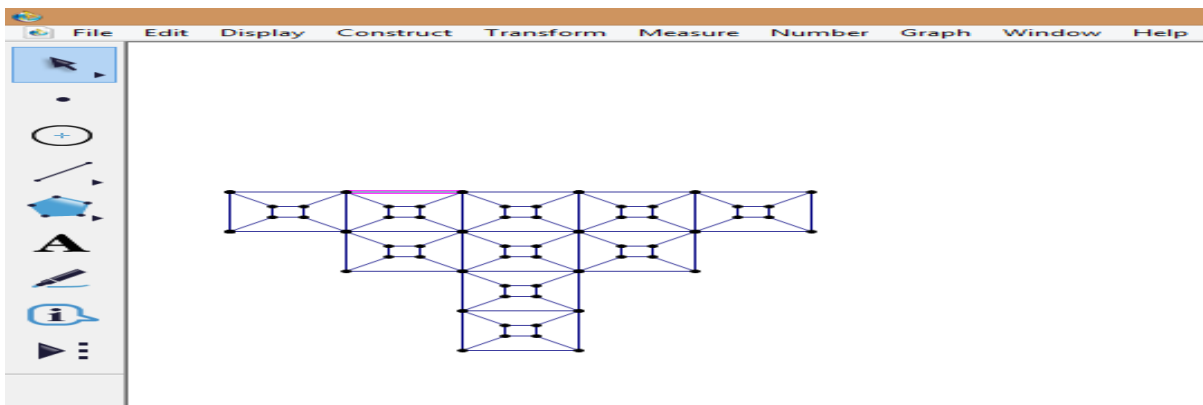 File Edit Display Construct Transform Measure Number Graph Window Help
A
i